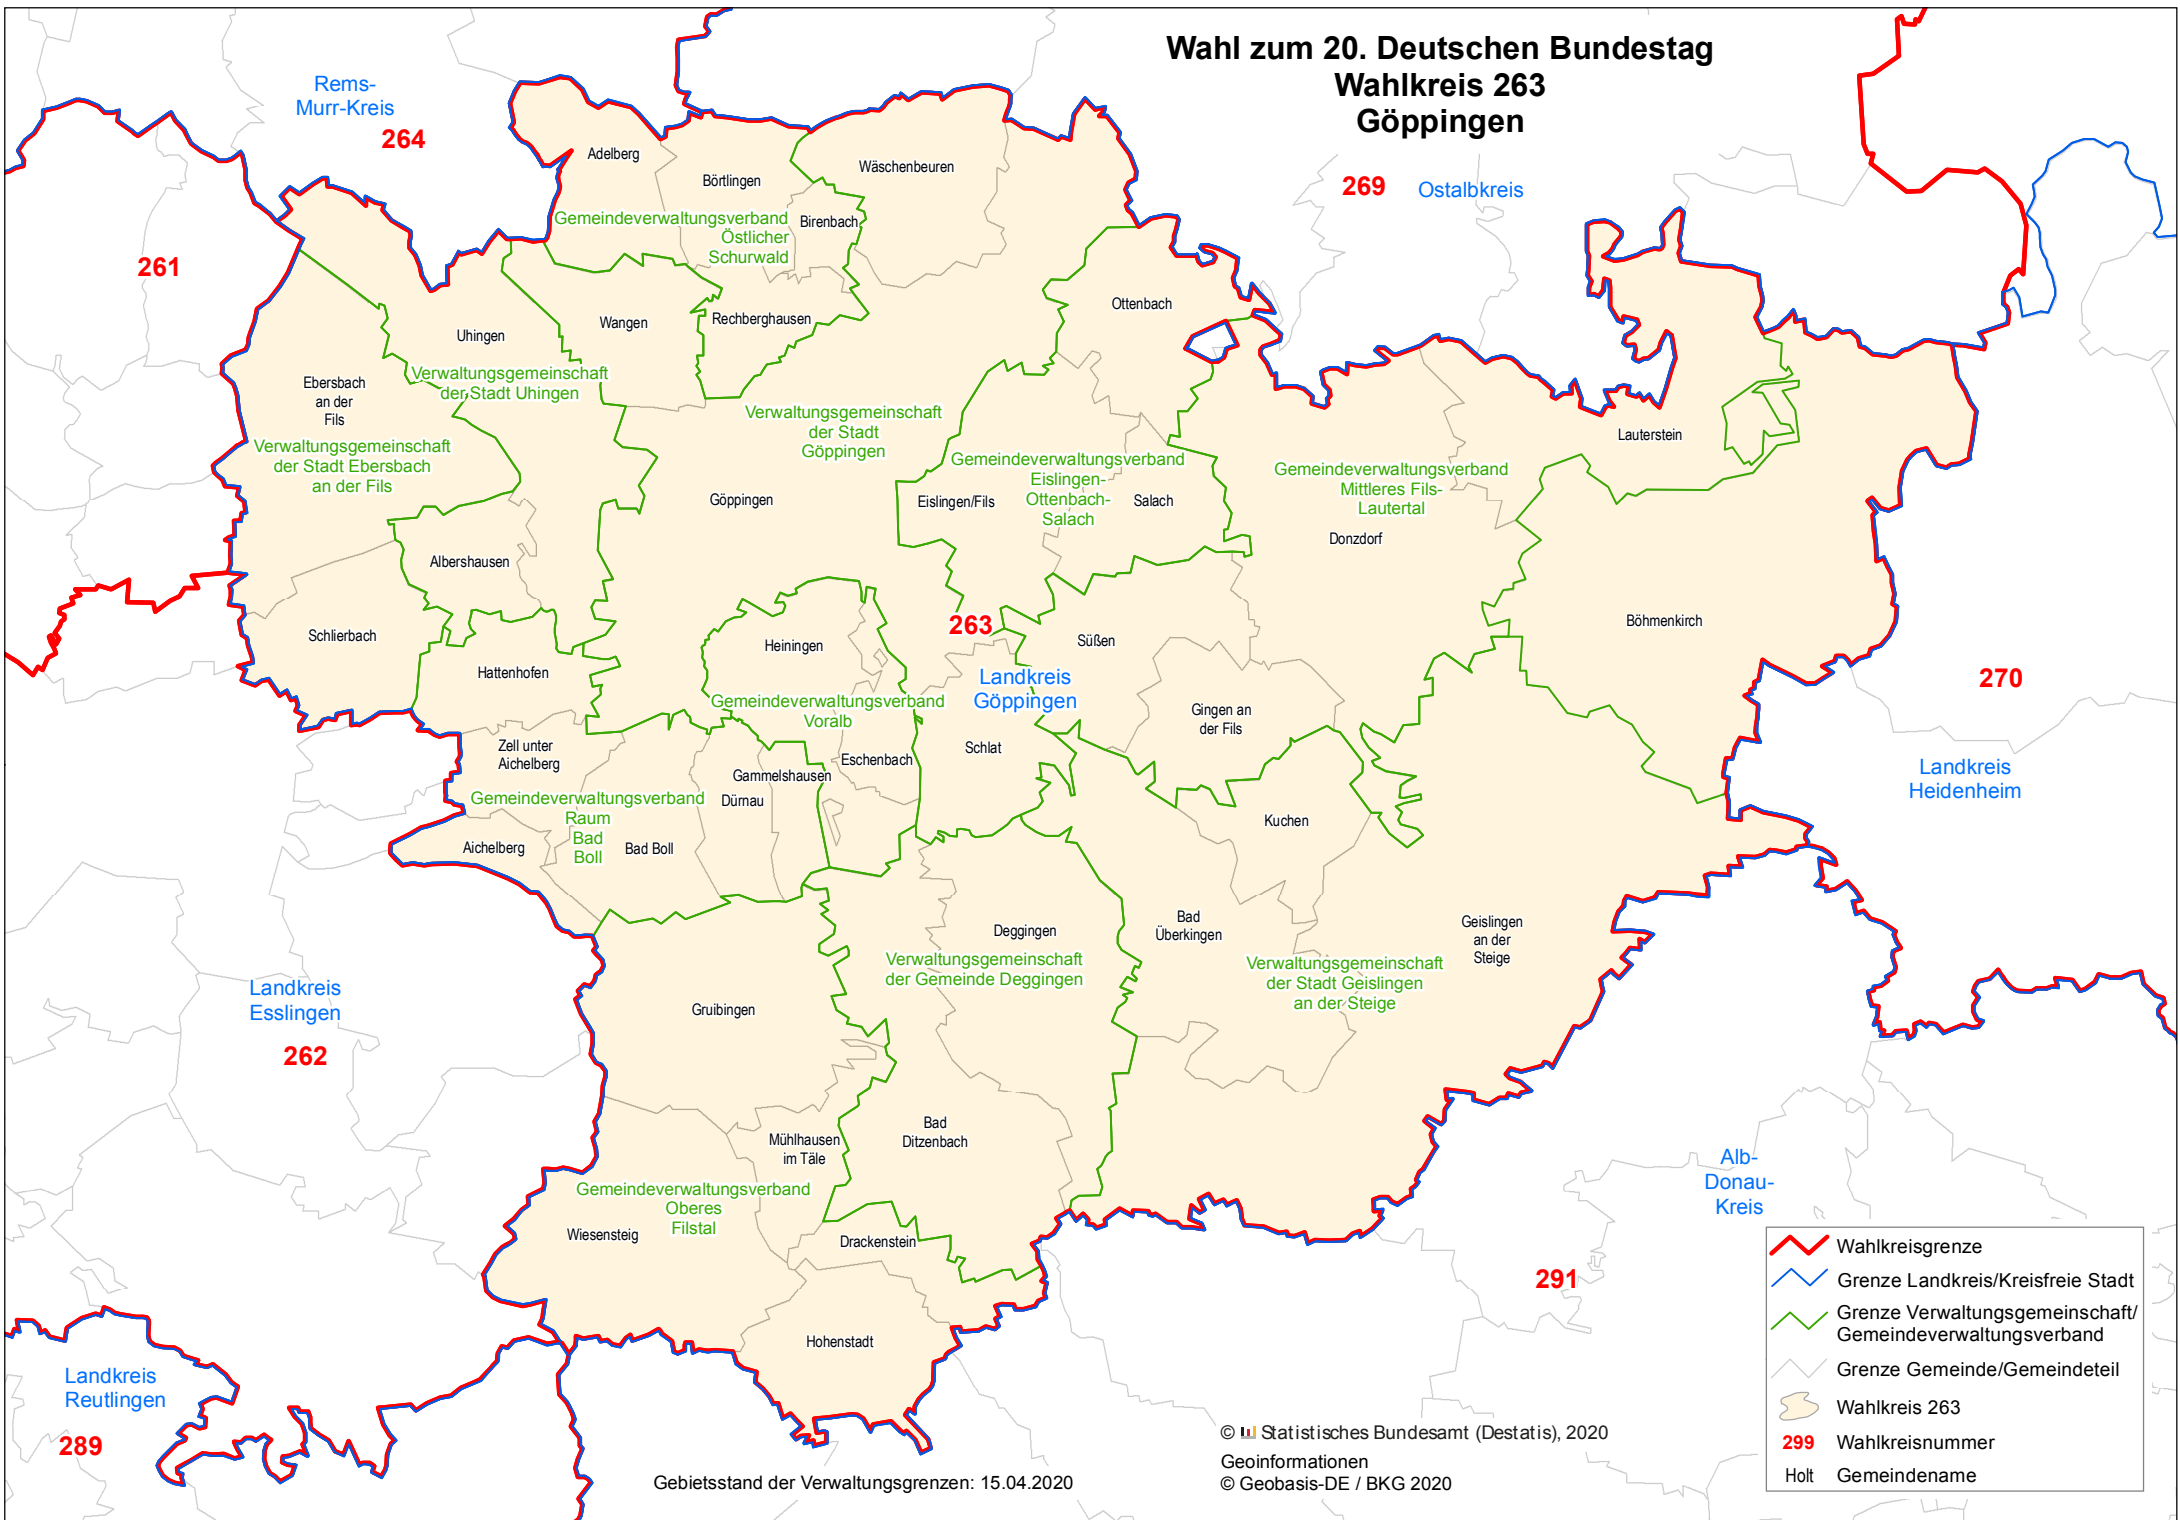 Wahl zum 20. Deutschen Bundestag
Wahlkreis 263
Göppingen
Rems-
Murr-Kreis
264
261
269
Ostalbkreis
Adelberg
Börtlingen
Wäschenbeuren
Birenbach
Gemeindeverwaltungsverband
Östlicher
Schurwald
Wangen
Rechberghausen
Ottenbach
Uhingen
Verwaltungsgemeinschaft
der Stadt Uhingen
Ebersbach
an der
Fils
Verwaltungsgemeinschaft
der Stadt Ebersbach
an der Fils
Verwaltungsgemeinschaft
der Stadt
Göppingen
Göppingen
Gemeindeverwaltungsverband
Eislingen-
Ottenbach-
Salach
Eislingen/Fils
Salach
Gemeindeverwaltungsverband
Mittleres Fils-
Lautertal
Donzdorf
Lauterstein
Albershausen
Schlierbach
Hattenhofen
Heiningen
263
Landkreis
Göppingen
Süßen
Böhmenkirch
270
Landkreis
Heidenheim
Gemeindeverwaltungsverband
Voralb
Gingen an
der Fils
Schlat
Eschenbach
Zell unter
Aichelberg
Gammelshausen
Dürnau
Gemeindeverwaltungsverband
Raum
Bad
Boll
Aichelberg
Bad Boll
Kuchen
Bad
Überkingen
Geislingen
an der
Steige
Verwaltungsgemeinschaft
der Stadt Geislingen
an der Steige
Deggingen
Verwaltungsgemeinschaft
der Gemeinde Deggingen
Landkreis
Esslingen
262
Gruibingen
Bad
Ditzenbach
Mühlhausen
im Täle
Gemeindeverwaltungsverband
Oberes
Filstal
Wiesensteig
Drackenstein
Hohenstadt
Alb-
Donau-
Kreis
291
Landkreis
Reutlingen
289
Wahlkreisgrenze
Grenze Landkreis/Kreisfreie Stadt
Grenze Verwaltungsgemeinschaft/
Gemeindeverwaltungsverband
Grenze Gemeinde/Gemeindeteil
Wahlkreis 263
299 Wahlkreisnummer
Holt Gemeindename
© Statistisches Bundesamt (Destatis), 2020
Geoinformationen
© Geobasis-DE / BKG 2020
Gebietsstand der Verwaltungsgrenzen: 15.04.2020